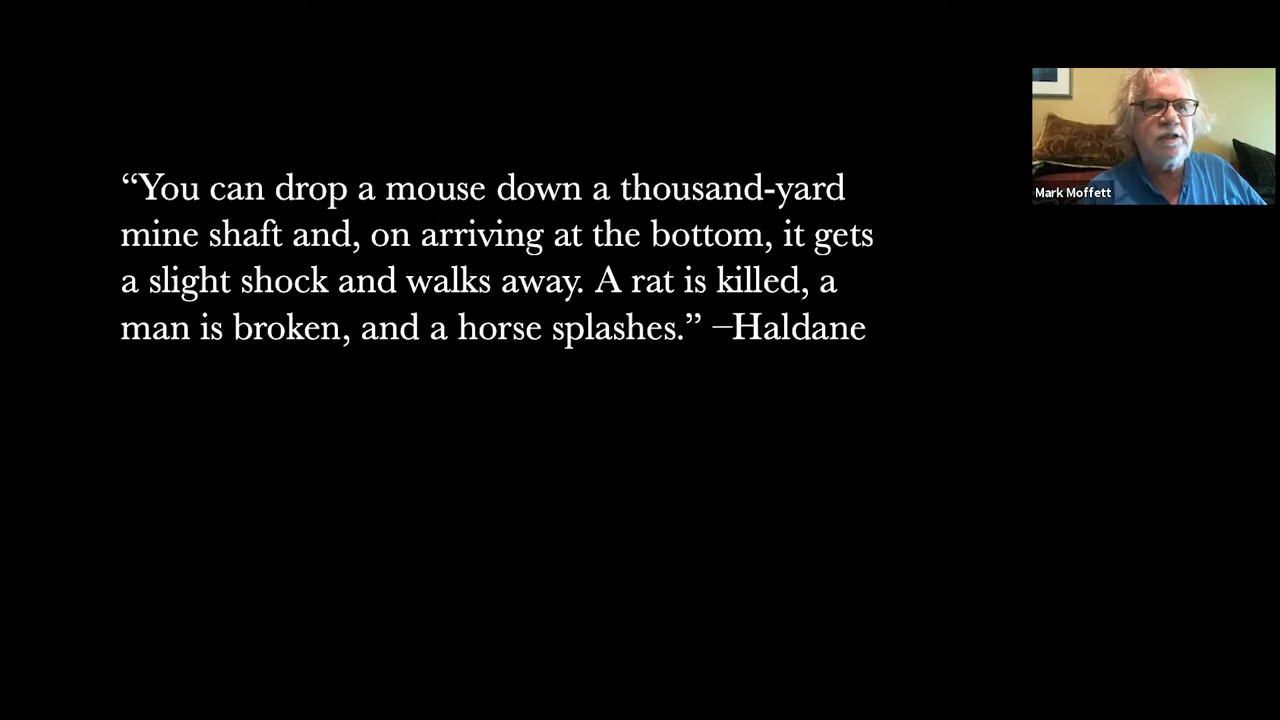 “You can drop a mouse down a thousand-yard
mine shaft and, on arriving at the bottom, it gets
a slight shock and walks away. A rat is killed, a
man is broken, and a horse splashes.” –Haldane
Mark Moffett